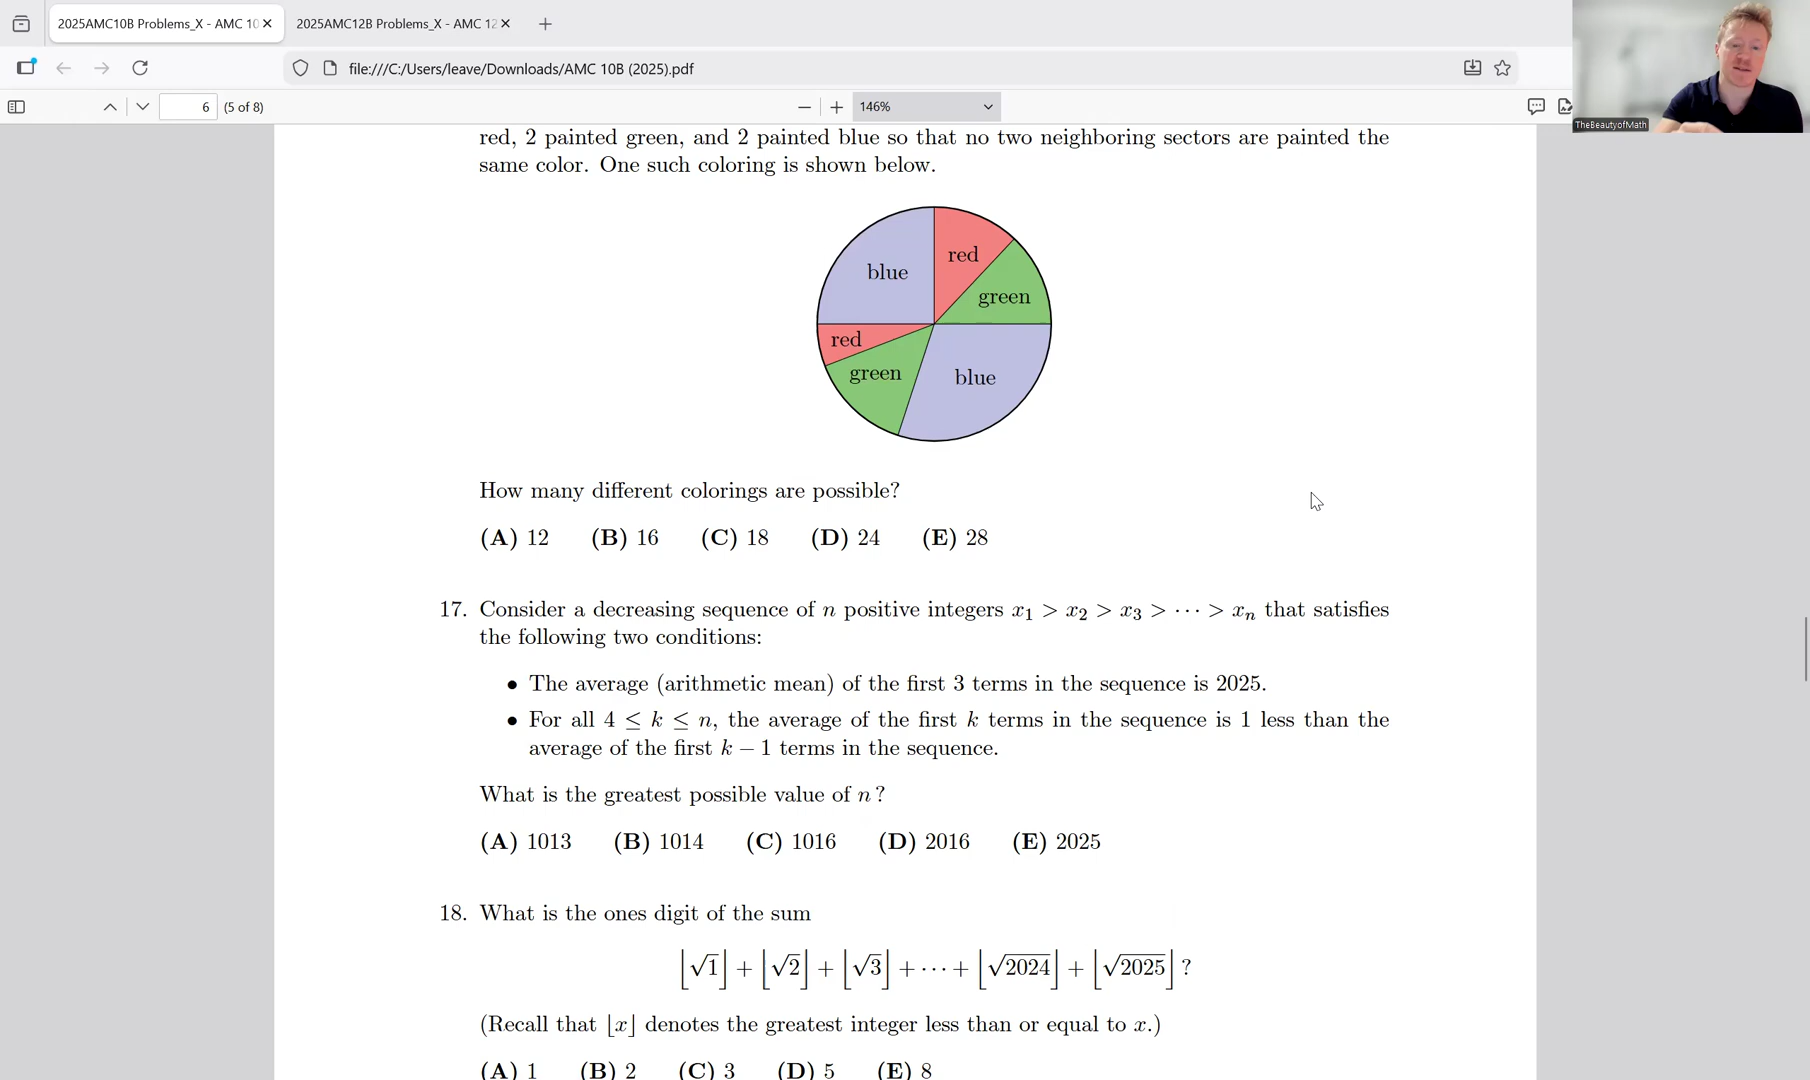 2025AMC10B Problems_X - AMC 10
2025AMC12B Problems_X - AMC 12
file:///C:/Users/leave/Downloads/AMC 10B (2025).pdf
6 (5 of 8)
146%
TheBeautyofMath
red, 2 painted green, and 2 painted blue so that no two neighboring sectors are painted the
same color. One such coloring is shown below.
red
blue
green
red
green
blue
How many different colorings are possible?
(A) 12 (B) 16 (C) 18 (D) 24 (E) 28
17. Consider a decreasing sequence of n positive integers x₁ > x₂ > x₃ > ⋯ > xₙ that satisfies
the following two conditions:
• The average (arithmetic mean) of the first 3 terms in the sequence is 2025.
• For all 4 ≤ k ≤ n, the average of the first k terms in the sequence is 1 less than the
average of the first k − 1 terms in the sequence.
What is the greatest possible value of n?
(A) 1013 (B) 1014 (C) 1016 (D) 2016 (E) 2025
18. What is the ones digit of the sum
⌊√1⌋ + ⌊√2⌋ + ⌊√3⌋ + ⋯ + ⌊√2024⌋ + ⌊√2025⌋ ?
(Recall that ⌊x⌋ denotes the greatest integer less than or equal to x.)
(A) 1 (B) 2 (C) 3 (D) 5 (E) 8